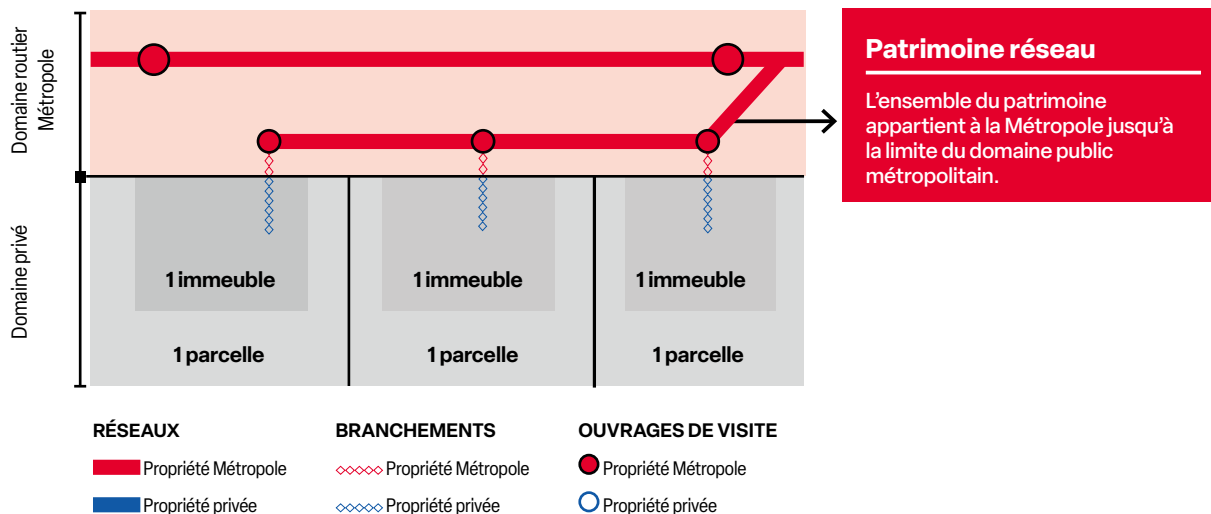 Domaine routier
Métropole
Domaine privé
Patrimoine réseau
L'ensemble du patrimoine
appartient à la Métropole jusqu'à
la limite du domaine public
métropolitain.
1 immeuble
1 immeuble
1 immeuble
1 parcelle
1 parcelle
1 parcelle
RÉSEAUX
Propriété Métropole
Propriété privée
BRANCHEMENTS
Propriété Métropole
Propriété privée
OUVRAGES DE VISITE
Propriété Métropole
Propriété privée